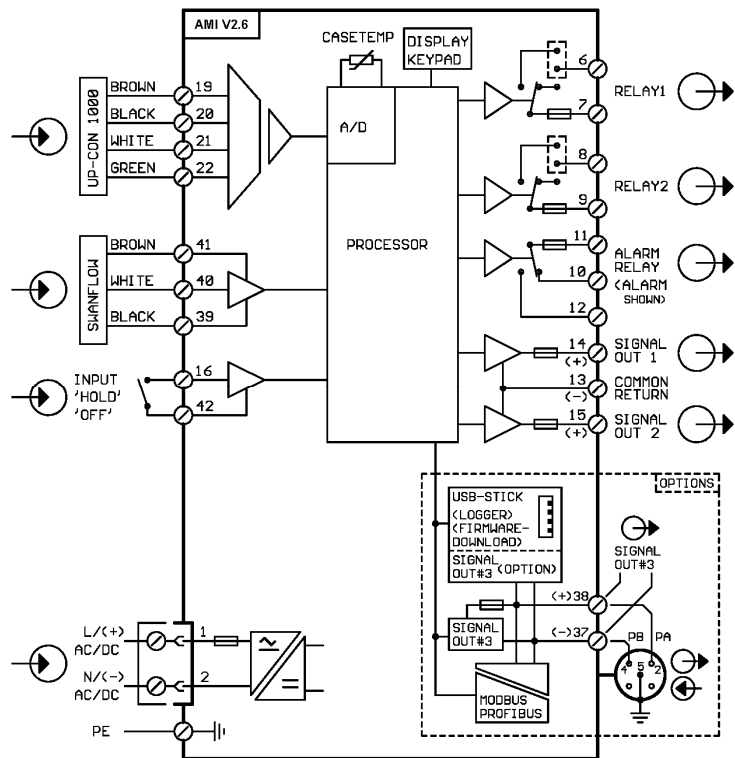 AMI V2.6
CASETEMP
DISPLAY
KEYPAD
A/D
PROCESSOR
UP-CON 1000
BROWN 19
BLACK 20
WHITE 21
GREEN 22
SWANFLOW
BROWN 41
WHITE 40
BLACK 39
INPUT
'HOLD'
'OFF'
16
42
6
RELAY1
7
8
RELAY2
9
11
ALARM
RELAY
10
(ALARM
SHOWN)
12
14
(+)
SIGNAL
OUT 1
13
(-)
COMMON
RETURN
15
(+)
SIGNAL
OUT 2
OPTIONS
USB-STICK
(LOGGER)
(FIRMWARE-
DOWNLOAD)
SIGNAL
OUT#3 (OPTION)
SIGNAL
OUT#3
(+)38
(-)37
SIGNAL
OUT#3
PB PA
4 5 2
MODBUS
PROFIBUS
L/(+)
AC/DC
1
N/(-)
AC/DC
2
PE